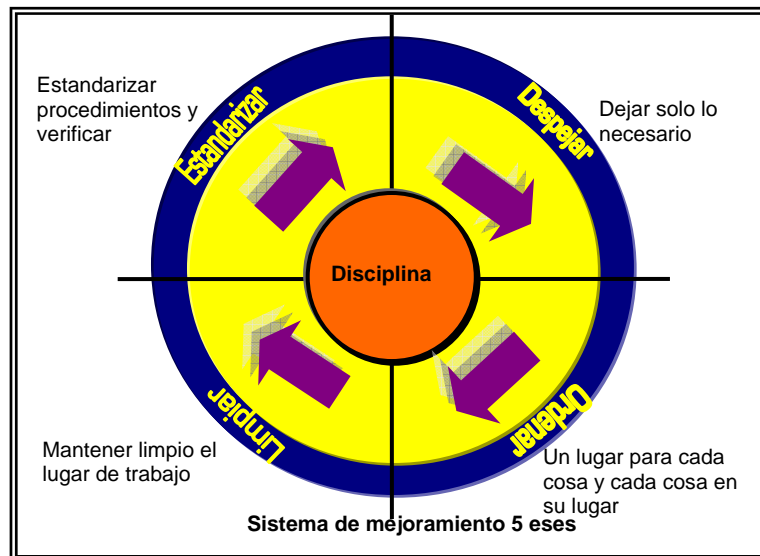 Estandarizar
procedimientos y
verificar
Estandarizar
Despejar
Dejar solo lo
necesario
Disciplina
Limpiar
Ordenar
Mantener limpio el
lugar de trabajo
Un lugar para cada
cosa y cada cosa en
su lugar
Sistema de mejoramiento 5 eses